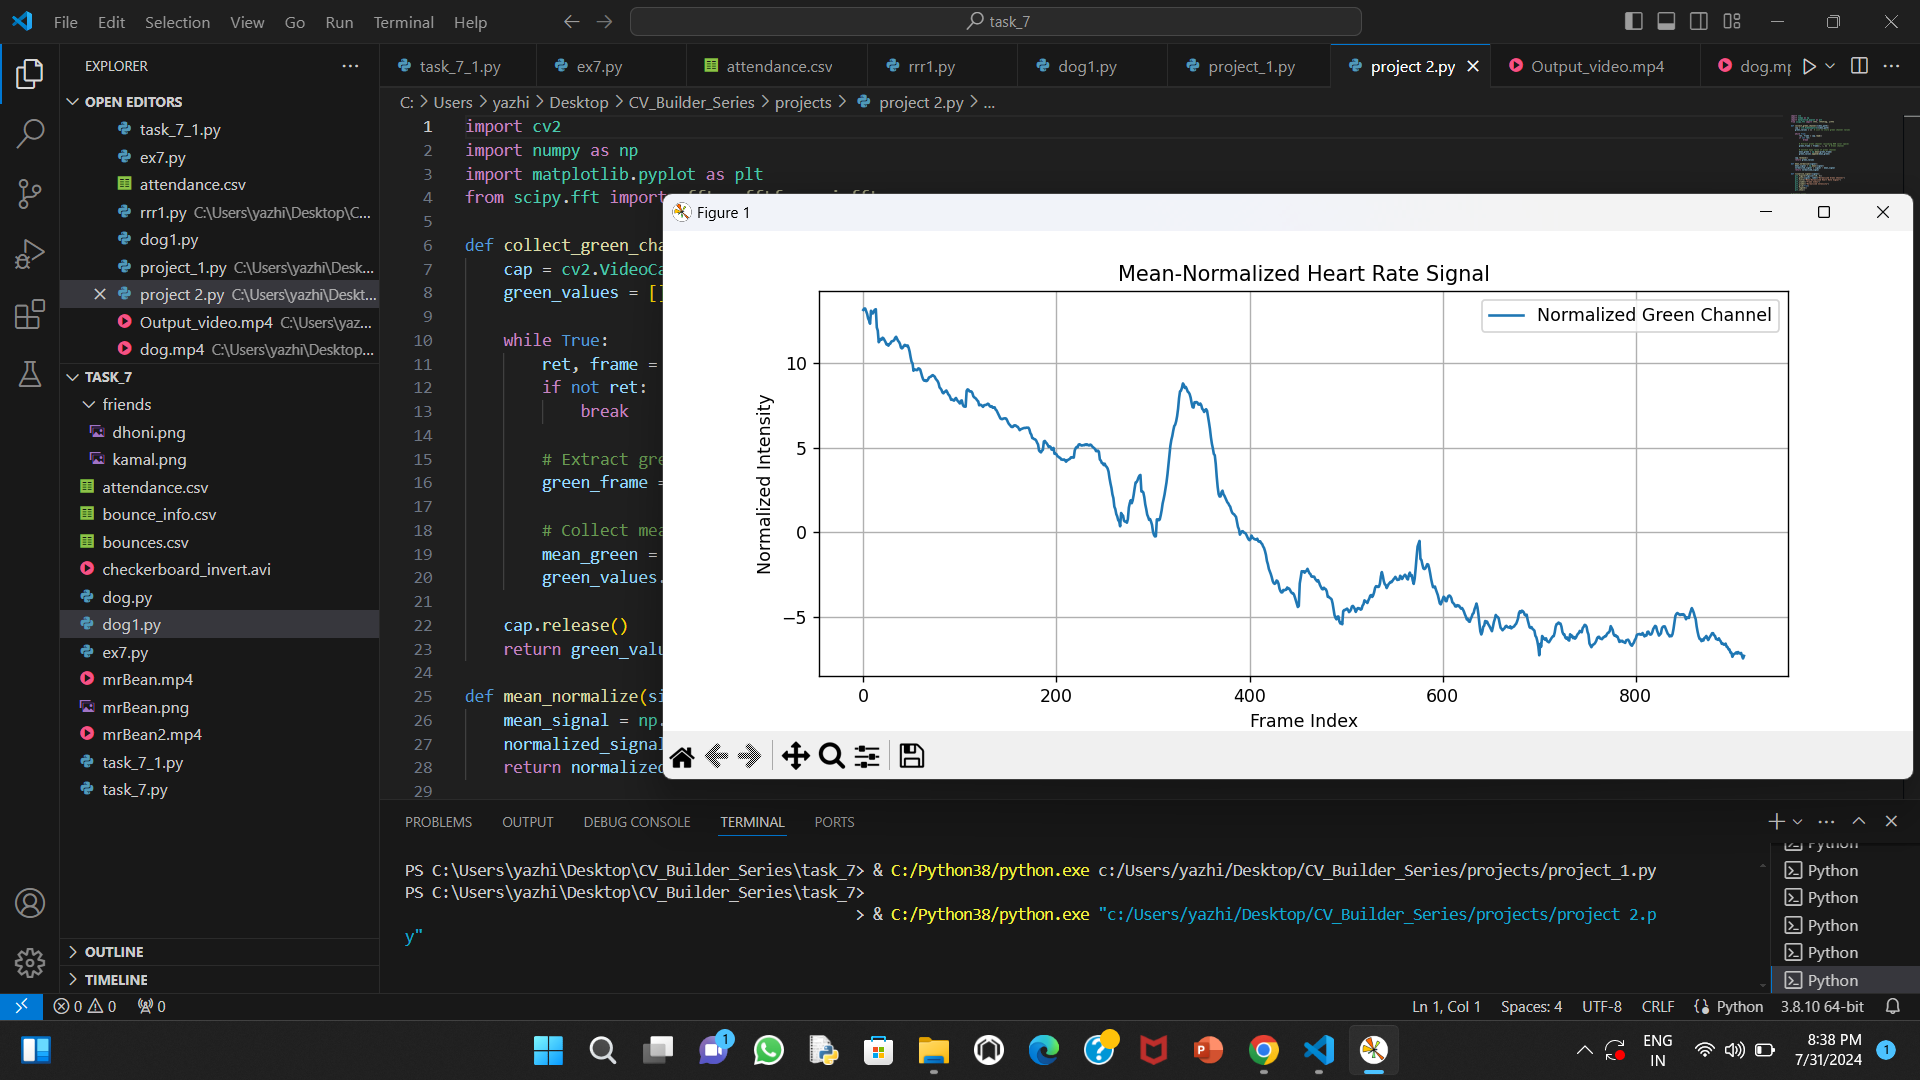 File Edit Selection View Go Run Terminal Help
task_7
EXPLORER
OPEN EDITORS
task_7_1.py
ex7.py
attendance.csv
rrr1.py C:\Users\yazhi\Desktop\C...
dog1.py
project_1.py C:\Users\yazhi\Desk...
project 2.py C:\Users\yazhi\Deskt...
Output_video.mp4 C:\Users\yaz...
dog.mp4 C:\Users\yazhi\Desktop...
TASK_7
friends
dhoni.png
kamal.png
attendance.csv
bounce_info.csv
bounces.csv
checkerboard_invert.avi
dog.py
dog1.py
ex7.py
mrBean.mp4
mrBean.png
mrBean2.mp4
task_7_1.py
task_7.py
OUTLINE
TIMELINE
task_7_1.py ex7.py attendance.csv rrr1.py dog1.py project_1.py project 2.py Output_video.mp4 dog.mp
C: > Users > yazhi > Desktop > CV_Builder_Series > projects > project 2.py > ...
1 import cv2
2 import numpy as np
3 import matplotlib.pyplot as plt
4 from scipy.fft import
5
6 def collect_green_cha
7 cap = cv2.VideoCa
8 green_values = []
9
10 while True:
11 ret, frame =
12 if not ret:
13 break
14
15 # Extract gre
16 green_frame =
17
18 # Collect mea
19 mean_green =
20 green_values.
21
22 cap.release()
23 return green_valu
24
25 def mean_normalize(si
26 mean_signal = np.
27 normalized_signal
28 return normalized
29
Figure 1
Mean-Normalized Heart Rate Signal
Normalized Green Channel
Normalized Intensity
10
5
0
−5
0 200 400 600 800
Frame Index
PROBLEMS OUTPUT DEBUG CONSOLE TERMINAL PORTS
PS C:\Users\yazhi\Desktop\CV_Builder_Series\task_7> & C:/Python38/python.exe c:/Users/yazhi/Desktop/CV_Builder_Series/projects/project_1.py
PS C:\Users\yazhi\Desktop\CV_Builder_Series\task_7>
> & C:/Python38/python.exe "c:/Users/yazhi/Desktop/CV_Builder_Series/projects/project 2.p
y"
Python
Python
Python
Python
Python
Python
0 0 0
Ln 1, Col 1 Spaces: 4 UTF-8 CRLF Python 3.8.10 64-bit
1
ENG
IN
8:38 PM
7/31/2024
1